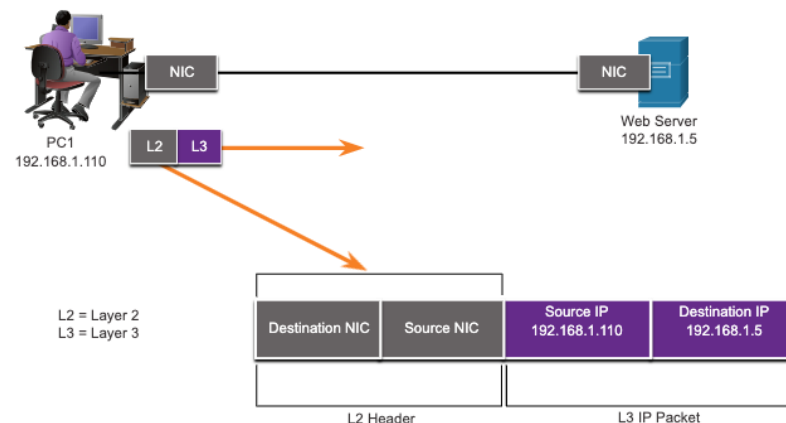 NIC
NIC
Web Server
192.168.1.5
PC1
192.168.1.110
L2
L3
L2 = Layer 2
L3 = Layer 3
Destination NIC
Source NIC
Source IP
192.168.1.110
Destination IP
192.168.1.5
L2 Header
L3 IP Packet